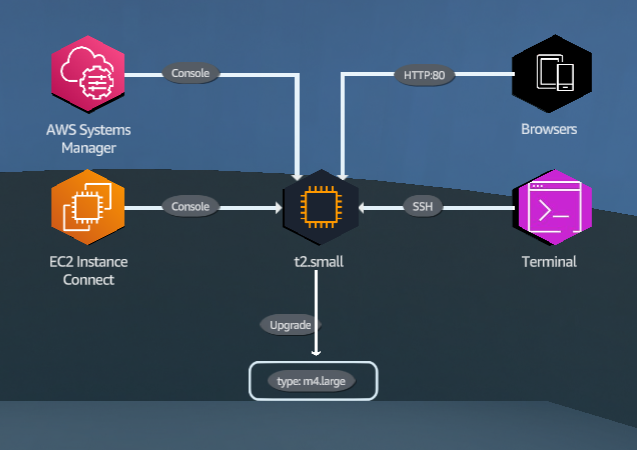 Console
HTTP:80
AWS Systems
Manager
Browsers
Console
SSH
EC2 Instance
Connect
t2.small
Terminal
Upgrade
type: m4.large